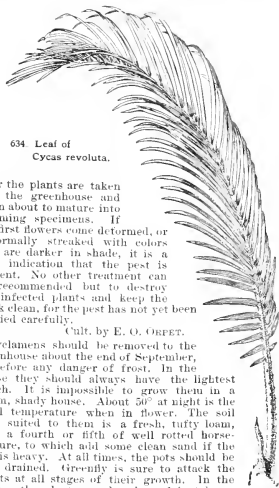 634. Leaf of
Cycas revoluta.
r the plants are taken
the greenhouse and
n about to mature into
ming specimens. If
first flowers come deformed, or
ormally streaked with colors
are darker in shade, it is a
indication that the pest is
ent. No other treatment can
recommended but to destroy
infected plants and keep the
k clean, for the pest has not yet been
ied carefully.
Cult. by E. O. ORPET.
yclamens should be removed to the
enhouse about the end of September,
efore any danger of frost. In the
se they should always have the lightest
ch. It is impossible to grow them in a
m, shady house. About 50° at night is the
l temperature when in flower. The soil
suited to them is a fresh, tufty loam,
a fourth or fifth of well rotted horse-
ure, to which add some clean sand if the
is heavy. At all times, the pots should be
drained. Greenfly is sure to attack the
ts at all stages of their growth. In the